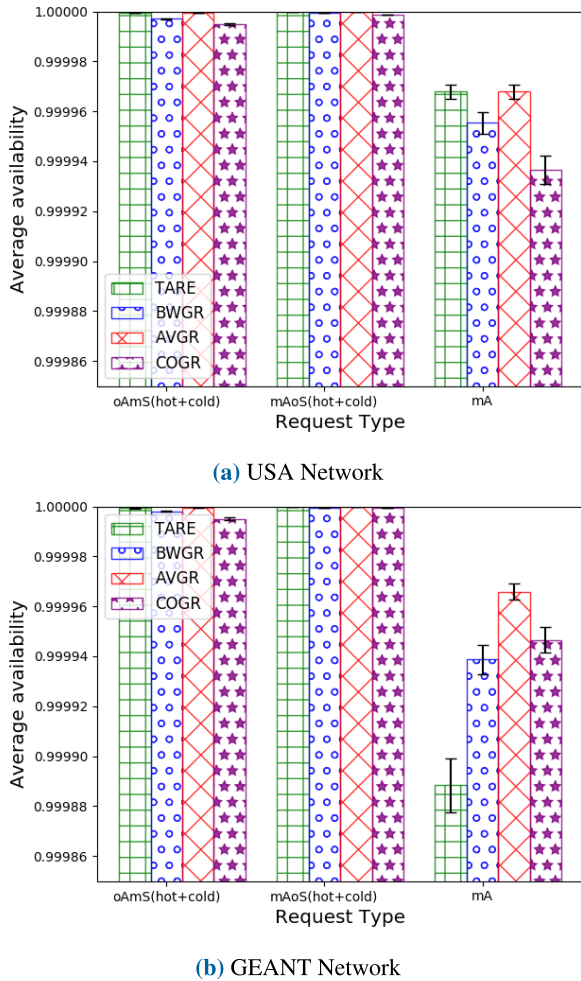 1.00000
0.99998
0.99996
0.99994
0.99992
0.99990
0.99988
0.99986
Average availability
TARE
BWGR
AVGR
COGR
oAmS(hot+cold) mAoS(hot+cold) mA
Request Type
(a) USA Network
1.00000
0.99998
0.99996
0.99994
0.99992
0.99990
0.99988
0.99986
Average availability
TARE
BWGR
AVGR
COGR
oAmS(hot+cold) mAoS(hot+cold) mA
Request Type
(b) GEANT Network